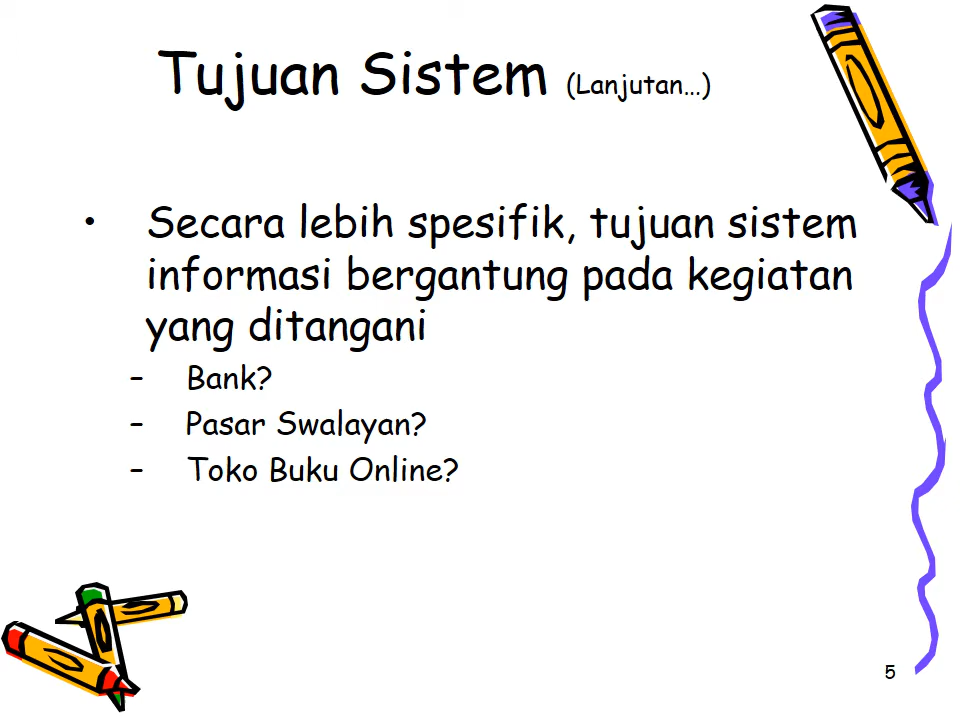 Tujuan Sistem (Lanjutan...)
• Secara lebih spesifik, tujuan sistem
informasi bergantung pada kegiatan
yang ditangani
– Bank?
– Pasar Swalayan?
– Toko Buku Online?
5